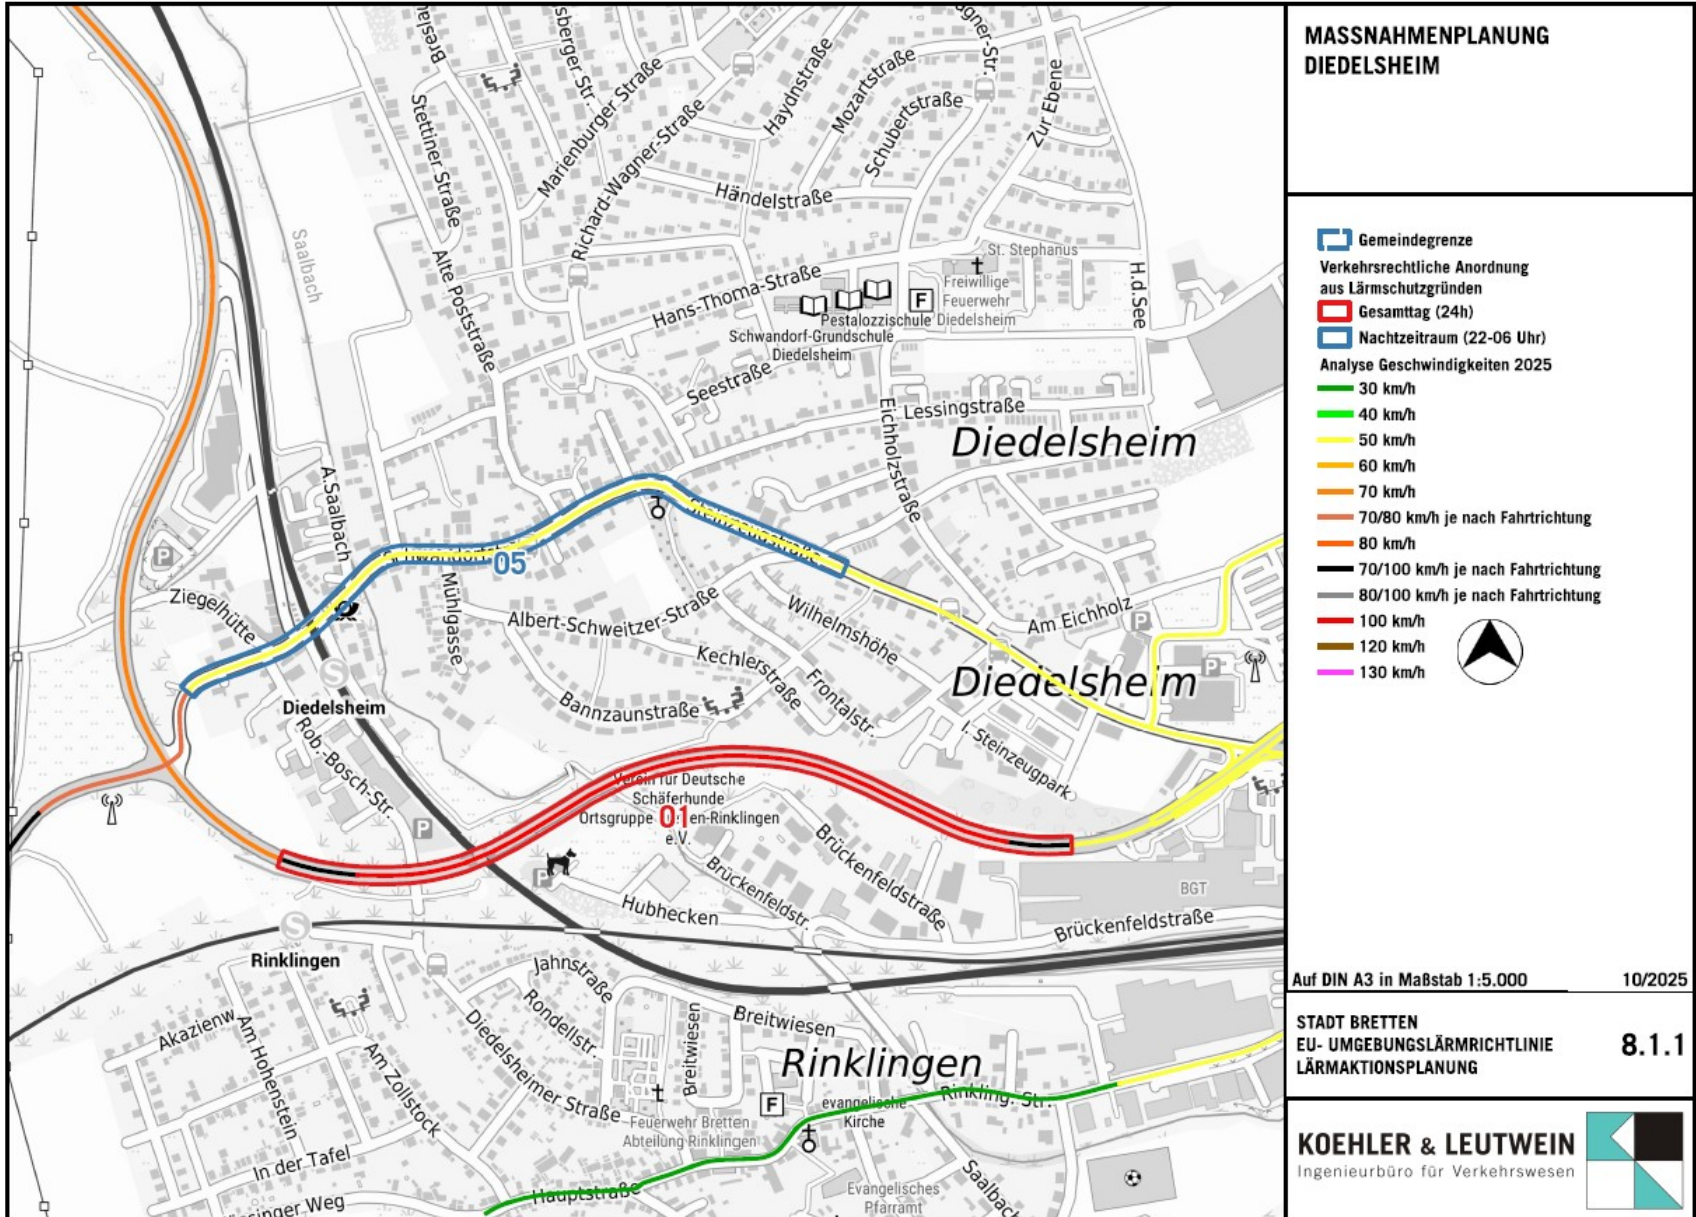 MASSNAHMENPLANUNG
DIEDELSHEIM
Gemeindegrenze
Verkehrsrechtliche Anordnung
aus Lärmschutzgründen
Gesamttag (24h)
Nachtzeitraum (22-06 Uhr)
Analyse Geschwindigkeiten 2025
30 km/h
40 km/h
50 km/h
60 km/h
70 km/h
70/80 km/h je nach Fahrtrichtung
80 km/h
70/100 km/h je nach Fahrtrichtung
80/100 km/h je nach Fahrtrichtung
100 km/h
120 km/h
130 km/h
Auf DIN A3 in Maßstab 1:5.000
10/2025
STADT BRETTEN
EU- UMGEBUNGSLÄRMRICHTLINIE
LÄRMAKTIONSPLANUNG
8.1.1
KOEHLER & LEUTWEIN
Ingenieurbüro für Verkehrswesen
Stettiner Straße
Marienburger Straße
Richard-Wagner-Straße
Haydnstraße
Mozartstraße
Schubertstraße
Zur Ebene
Händelstraße
Saalbach
Alte Poststraße
Hans-Thoma-Straße
St. Stephanus
Freiwillige
Feuerwehr
Diedelsheim
F
H.d.See
Pestalozzischule
Schwandorf-Grundschule
Diedelsheim
Seestraße
Lessingstraße
Eichholzstraße
Diedelsheim
A.Saalbach
Steinzeugstraße
05
P
Ziegelhütte
Mühlgasse
Albert-Schweitzer-Straße
Wilhelmshöhe
Am Eichholz
P
P
Kechlerstraße
Frontalstr.
Bannzaunstraße
Diedelsheim
S
Diedelsheim
Rob.-Bosch-Str.
I. Steinzeugpark
Verein für Deutsche
Schäferhunde
Ortsgruppe
en-Rinklingen
e.V.
01
P
P
Brückenfeldstraße
Brückenfeldstr.
BGT
Hubhecken
Brückenfeldstraße
S
Rinklingen
Jahnstraße
Rondellstr.
Breitwiesen
Breitwiesen
Akazienw
Am Hohenstein
Am Zollstock
Diedelsheimer Straße
Rinklingen
Rinkling. Str.
F
evangelische
Kirche
Feuerwehr Bretten
Abteilung Rinklingen
In der Tafel
Hauptstraße
Evangelisches
Pfarramt
Saalbach